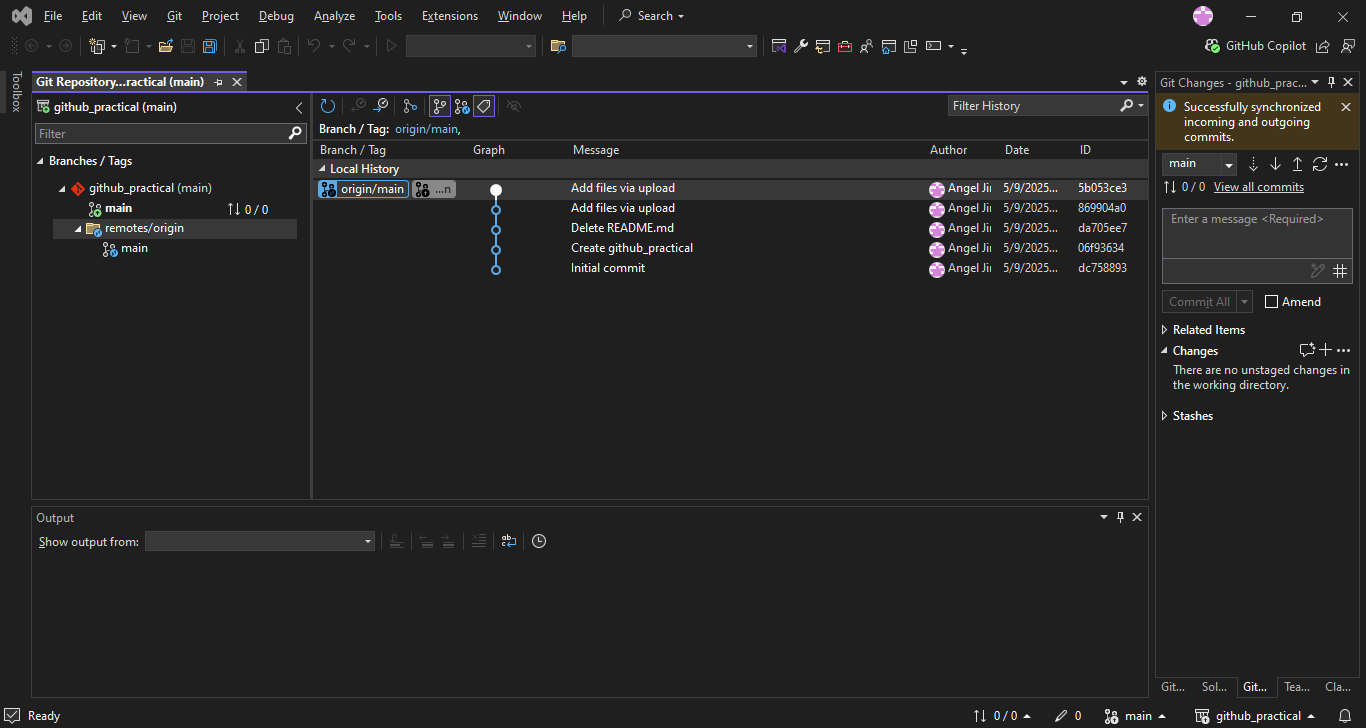 File Edit View Git Project Debug Analyze Tools Extensions Window Help Search
GitHub Copilot
Toolbox
Git Repository...ractical (main)
github_practical (main)
Filter
Branches / Tags
github_practical (main)
main 0 / 0
remotes/origin
main
Filter History
Branch / Tag: origin/main,
Branch / Tag Graph Message Author Date ID
Local History
origin/main ...n Add files via upload Angel Jin 5/9/2025... 5b053ce3
Add files via upload Angel Jin 5/9/2025... 869904a0
Delete README.md Angel Jin 5/9/2025... da705ee7
Create github_practical Angel Jin 5/9/2025... 06f93634
Initial commit Angel Jin 5/9/2025... dc758893
Git Changes - github_prac...
Successfully synchronized
incoming and outgoing
commits.
main
0 / 0 View all commits
Enter a message <Required>
Commit All Amend
Related Items
Changes
There are no unstaged changes in
the working directory.
Stashes
Output
Show output from:
Git... Sol... Git... Tea... Cla...
Ready 0 / 0 0 main github_practical